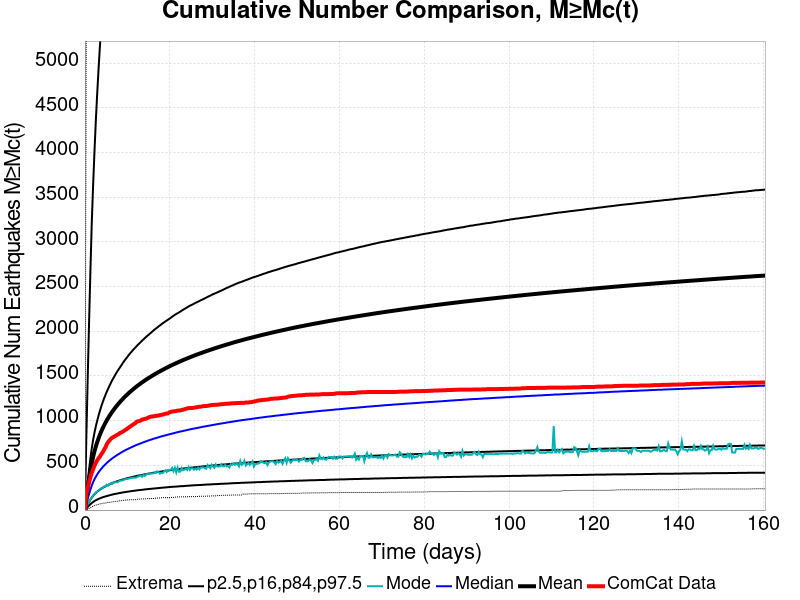 Cumulative Number Comparison, M≥Mc(t)
Cumulative Num Earthquakes M≥Mc(t)
5000
4500
4000
3500
3000
2500
2000
1500
1000
500
0
0 20 40 60 80 100 120 140 160
Time (days)
Extrema p2.5,p16,p84,p97.5 Mode Median Mean ComCat Data